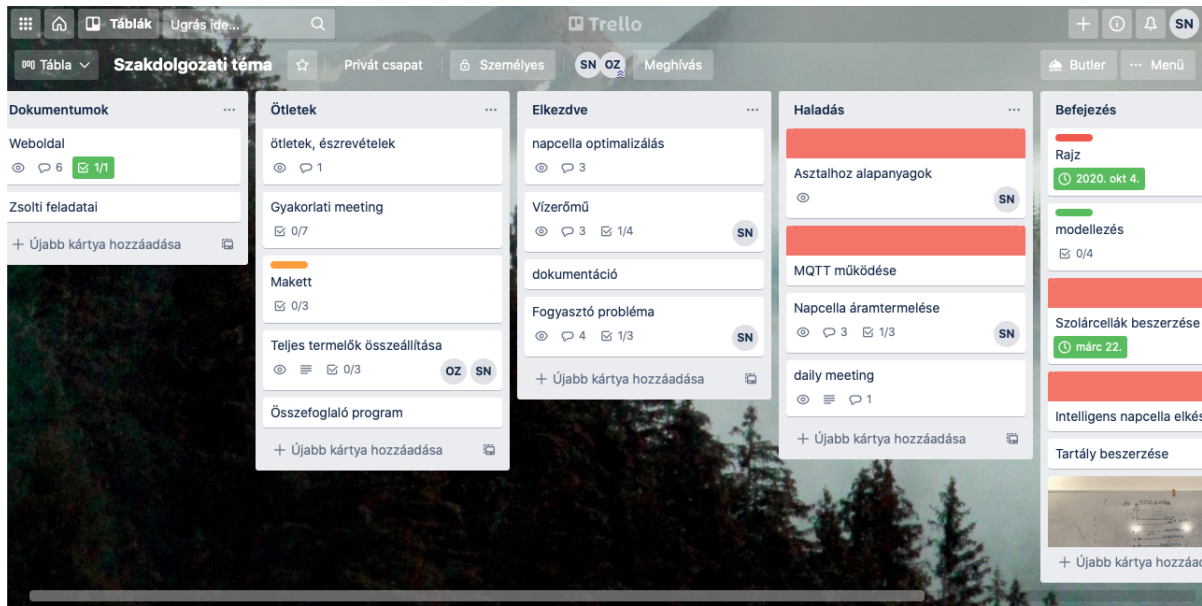 Táblák
Ugrás ide...
Trello
SN
Tábla
Szakdolgozati téma
Privát csapat
Személyes
SN
OZ
Meghívás
Butler
... Menü
Dokumentumok
Weboldal
6
1/1
Zsolti feladatai
+ Újabb kártya hozzáadása
Ötletek
ötletek, észrevételek
1
Gyakorlati meeting
0/7
Makett
0/3
Teljes termelők összeállítása
0/3
OZ
SN
Összefoglaló program
+ Újabb kártya hozzáadása
Elkezdve
napcella optimalizálás
3
Vízerőmű
3
1/4
SN
dokumentáció
Fogyasztó probléma
4
1/3
SN
+ Újabb kártya hozzáadása
Haladás
Asztalhoz alapanyagok
SN
MQTT működése
Napcella áramtermelése
3
1/3
SN
daily meeting
1
+ Újabb kártya hozzáadása
Befejezés
Rajz
2020. okt 4.
modellezés
0/4
Szolárcellák beszerzése
márc 22.
Intelligens napcella elkés
Tartály beszerzése
+ Újabb kártya hozzáad